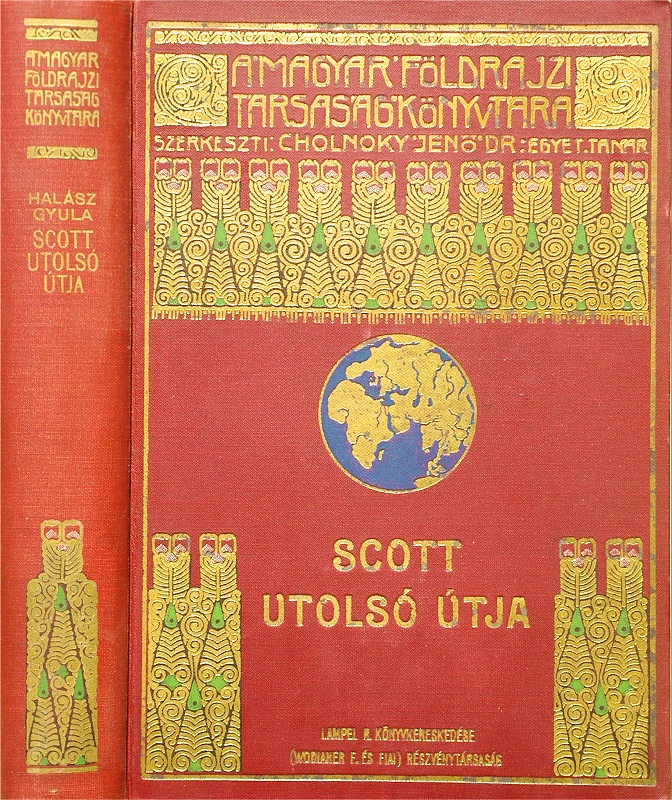 A MAGYAR
FÖLDRAJZI
TÁRSASÁG
KÖNYVTÁRA
HALÁSZ
GYULA
SCOTT
UTOLSÓ
ÚTJA
A MAGYAR FÖLDRAJZI
TÁRSASÁG KÖNYVTÁRA
SZERKESZTI: CHOLNOKY JENŐ DR: EGYET. TANÁR
SCOTT
UTOLSÓ ÚTJA
LAMPEL R. KÖNYVKERESKEDÉSE
(WODIANER F. ÉS FIAI) RÉSZVÉNYTÁRSASÁG